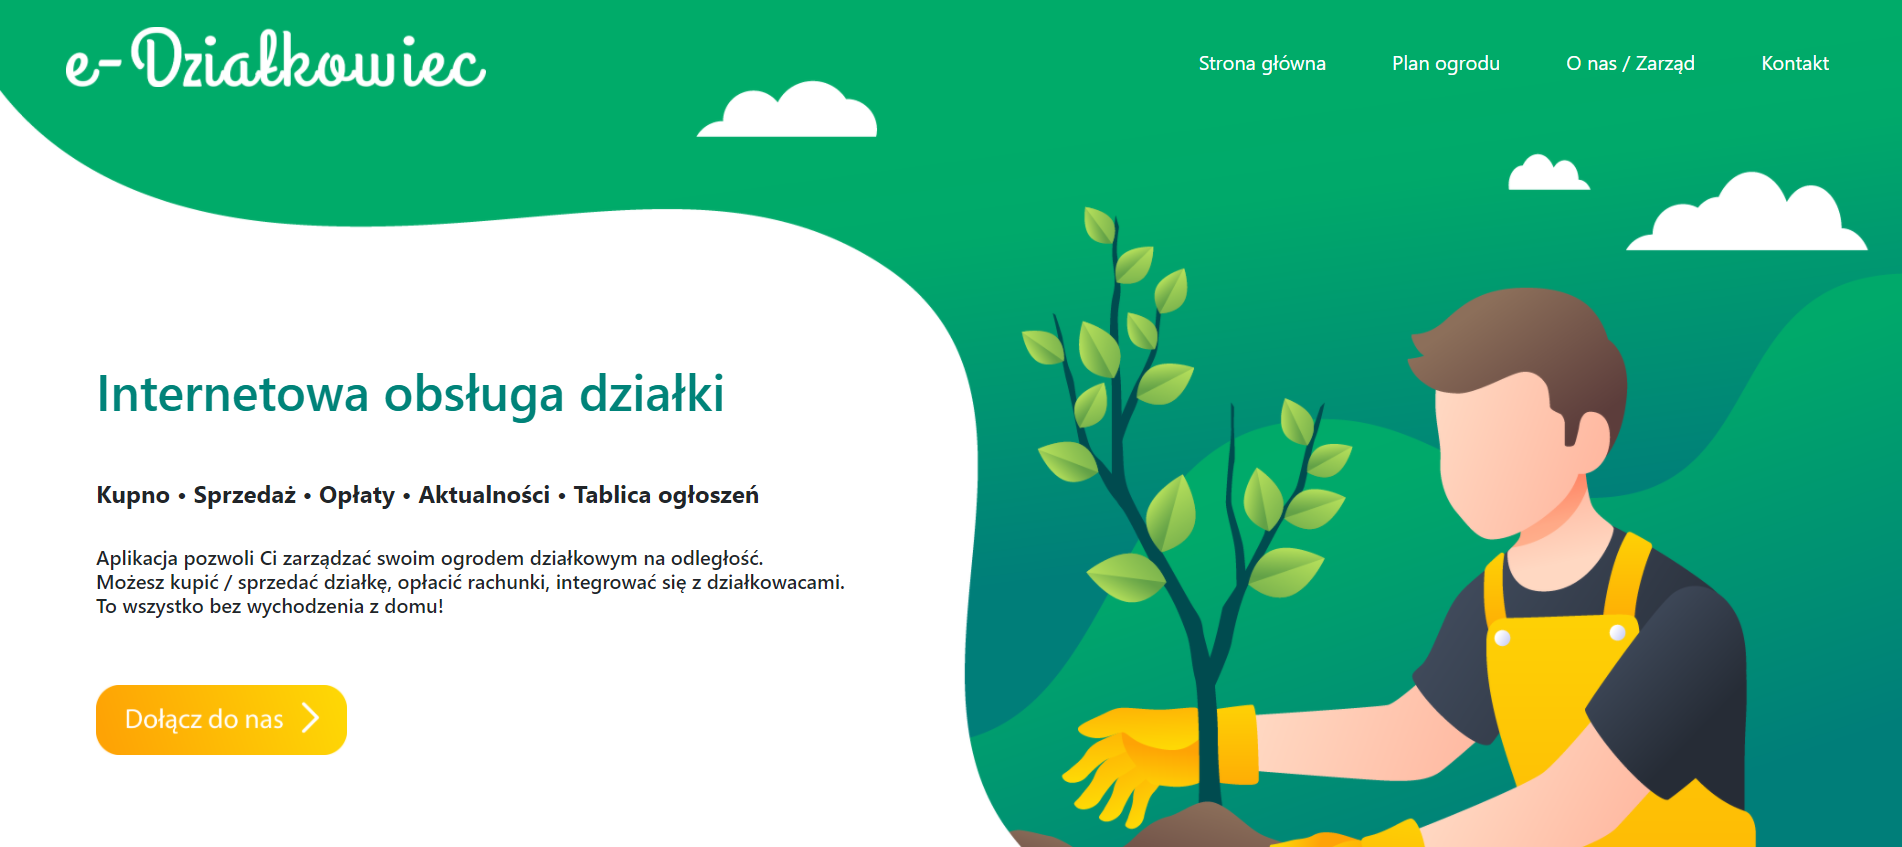 e-Działkowiec
Strona główna
Plan ogrodu
O nas / Zarząd
Kontakt
Internetowa obsługa działki
Kupno • Sprzedaż • Opłaty • Aktualności • Tablica ogłoszeń
Aplikacja pozwoli Ci zarządzać swoim ogrodem działkowym na odległość.
Możesz kupić / sprzedać działkę, opłacić rachunki, integrować się z działkowacami.
To wszystko bez wychodzenia z domu!
Dołącz do nas